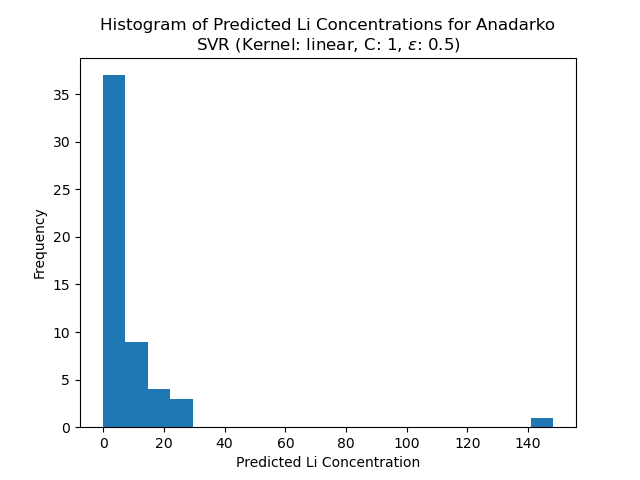 Histogram of Predicted Li Concentrations for Anadarko
SVR (Kernel: linear, C: 1, ε: 0.5)
35
30
25
20
15
10
5
0
Frequency
0 20 40 60 80 100 120 140
Predicted Li Concentration